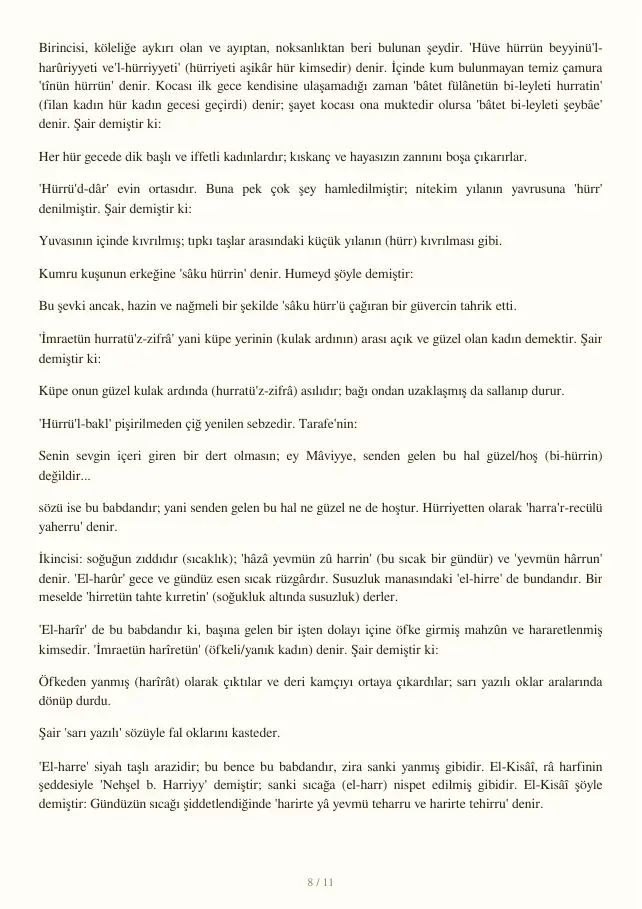 Birincisi, köleliğe aykırı olan ve ayıptan, noksanlıktan beri bulunan şeydir. 'Hüve hürrün beyyinü'l-
harûriyyeti ve'l-hürriyyeti' (hürriyeti aşikâr hür kimsedir) denir. İçinde kum bulunmayan temiz çamura
'tînün hürrün' denir. Kocası ilk gece kendisine ulaşamadığı zaman 'bâtet fülânetün bi-leyleti hurratin'
(filan kadın hür kadın gecesi geçirdi) denir; şayet kocası ona muktedir olursa 'bâtet bi-leyleti şeybâe'
denir. Şair demiştir ki:
Her hür gecede dik başlı ve iffetli kadınlardır; kıskanç ve hayasızın zannını boşa çıkarırlar.
'Hürrü'd-dâr' evin ortasıdır. Buna pek çok şey hamledilmiştir; nitekim yılanın yavrusuna 'hürr'
denilmiştir. Şair demiştir ki:
Yuvasının içinde kıvrılmış; tıpkı taşlar arasındaki küçük yılanın (hürr) kıvrılması gibi.
Kumru kuşunun erkeğine 'sâku hürrin' denir. Humeyd şöyle demiştir:
Bu şevki ancak, hazin ve nağmeli bir şekilde 'sâku hürr'ü çağıran bir güvercin tahrik etti.
'İmraetün hurratü'z-zifrâ' yani küpe yerinin (kulak ardının) arası açık ve güzel olan kadın demektir. Şair
demiştir ki:
Küpe onun güzel kulak ardında (hurratü'z-zifrâ) asılıdır; bağı ondan uzaklaşmış da sallanıp durur.
'Hürrü'l-bakl' pişirilmeden çiğ yenilen sebzedir. Tarafe'nin:
Senin sevgin içeri giren bir dert olmasın; ey Mâviyye, senden gelen bu hal güzel/hoş (bi-hürrin)
değildir...
sözü ise bu babdandır; yani senden gelen bu hal ne güzel ne de hoştur. Hürriyetten olarak 'harra'r-recülü
yaherru' denir.
İkincisi: soğuğun zıddıdır (sıcaklık); 'hâzâ yevmün zû harrin' (bu sıcak bir gündür) ve 'yevmün hârrun'
denir. 'El-harûr' gece ve gündüz esen sıcak rüzgârdır. Susuzluk manasındaki 'el-hirre' de bundandır. Bir
meselde 'hirretün tahte kırretin' (soğukluk altında susuzluk) derler.
'El-harîr' de bu babdandır ki, başına gelen bir işten dolayı içine öfke girmiş mahzûn ve hararetlenmiş
kimsedir. 'İmraetün harîretün' (öfkeli/yanık kadın) denir. Şair demiştir ki:
Öfkeden yanmış (harîrât) olarak çıktılar ve deri kamçıyı ortaya çıkardılar; sarı yazılı oklar aralarında
dönüp durdu.
Şair 'sarı yazılı' sözüyle fal oklarını kasteder.
'El-harre' siyah taşlı arazidir; bu bence bu babdandır, zira sanki yanmış gibidir. El-Kisâî, râ harfinin
şeddesiyle 'Nehşel b. Harriyy' demiştir; sanki sıcağa (el-harr) nispet edilmiş gibidir. El-Kisâî şöyle
demiştir: Gündüzün sıcağı şiddetlendiğinde 'harirte yâ yevmü teharru ve harirte tehirru' denir.
8 / 11